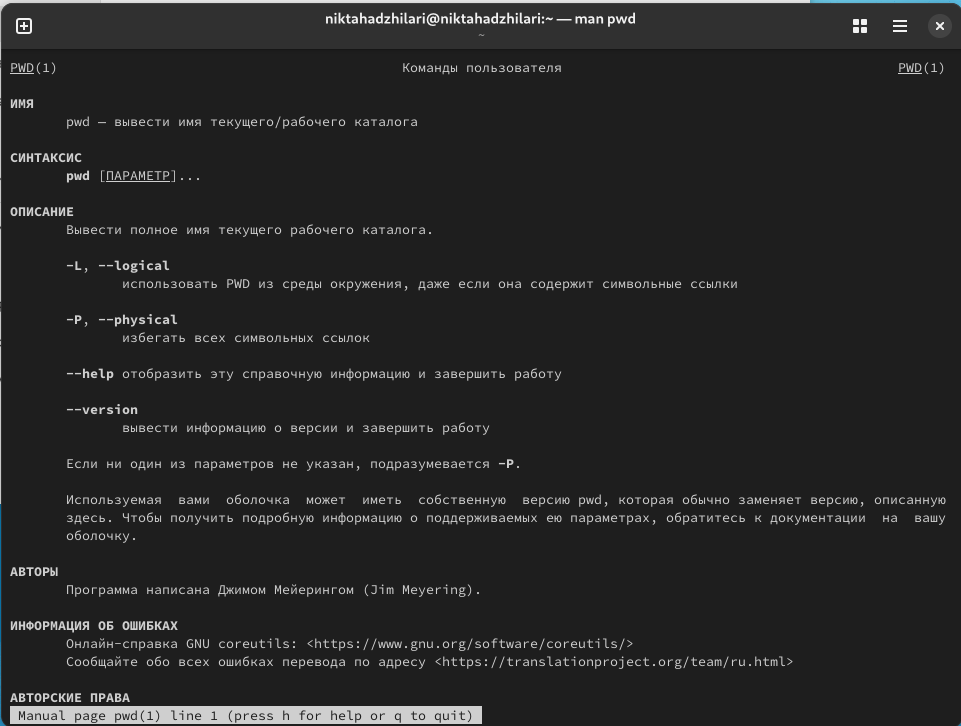 niktahadzhilari@niktahadzhilari:~ — man pwd
~
PWD(1) Команды пользователя PWD(1)
ИМЯ
pwd — вывести имя текущего/рабочего каталога
СИНТАКСИС
pwd [ПАРАМЕТР]...
ОПИСАНИЕ
Вывести полное имя текущего рабочего каталога.
-L, --logical
использовать PWD из среды окружения, даже если она содержит символьные ссылки
-P, --physical
избегать всех символьных ссылок
--help отобразить эту справочную информацию и завершить работу
--version
вывести информацию о версии и завершить работу
Если ни один из параметров не указан, подразумевается -P.
Используемая вами оболочка может иметь собственную версию pwd, которая обычно заменяет версию, описанную
здесь. Чтобы получить подробную информацию о поддерживаемых ею параметрах, обратитесь к документации на вашу
оболочку.
АВТОРЫ
Программа написана Джимом Мейерингом (Jim Meyering).
ИНФОРМАЦИЯ ОБ ОШИБКАХ
Онлайн-справка GNU coreutils: <https://www.gnu.org/software/coreutils/>
Сообщайте обо всех ошибках перевода по адресу <https://translationproject.org/team/ru.html>
АВТОРСКИЕ ПРАВА
Manual page pwd(1) line 1 (press h for help or q to quit)